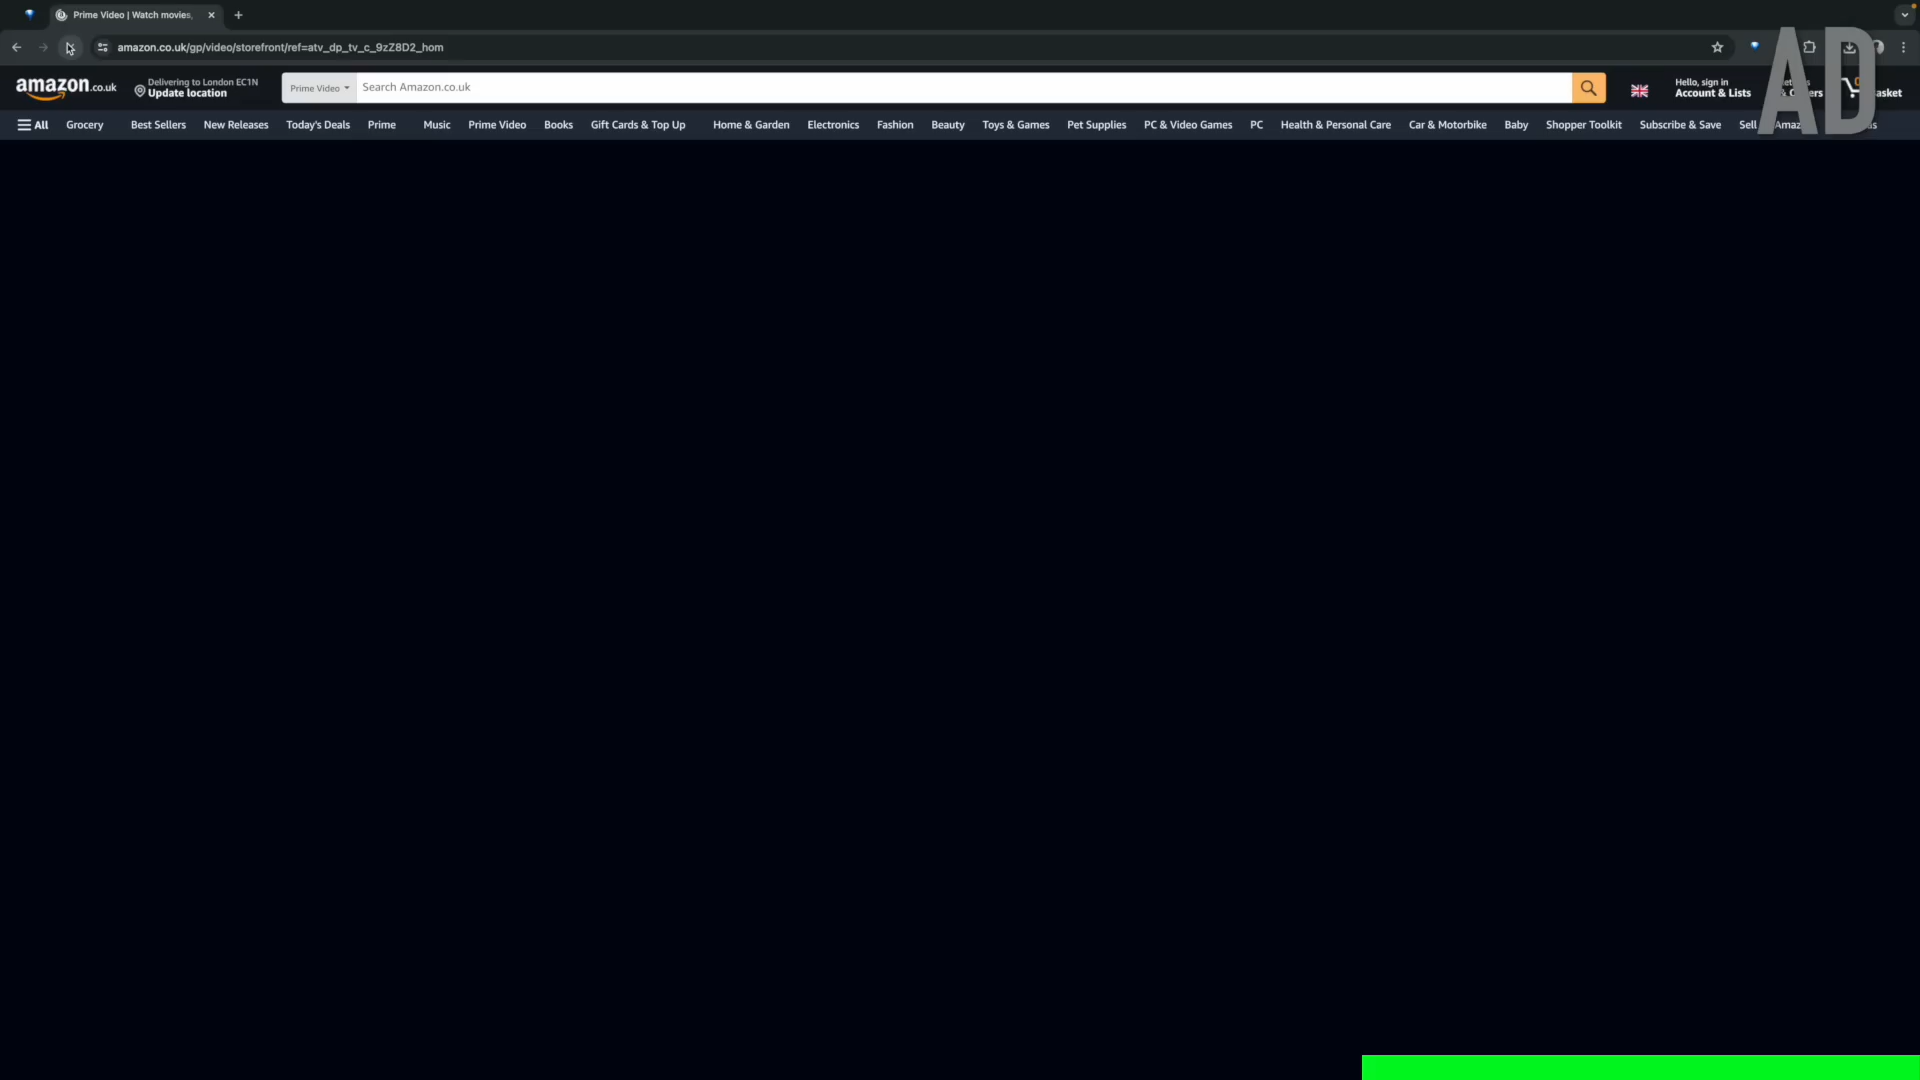 Prime Video | Watch movies,
amazon.co.uk/gp/video/storefront/ref=atv_dp_tv_c_9zZ8D2_hom
AD
amazon.co.uk
Delivering to London EC1N
Update location
Prime Video
Search Amazon.co.uk
Hello, sign in
Account & Lists
All
Grocery
Best Sellers
New Releases
Today's Deals
Prime
Music
Prime Video
Books
Gift Cards & Top Up
Home & Garden
Electronics
Fashion
Beauty
Toys & Games
Pet Supplies
PC & Video Games
PC
Health & Personal Care
Car & Motorbike
Baby
Shopper Toolkit
Subscribe & Save
Sell